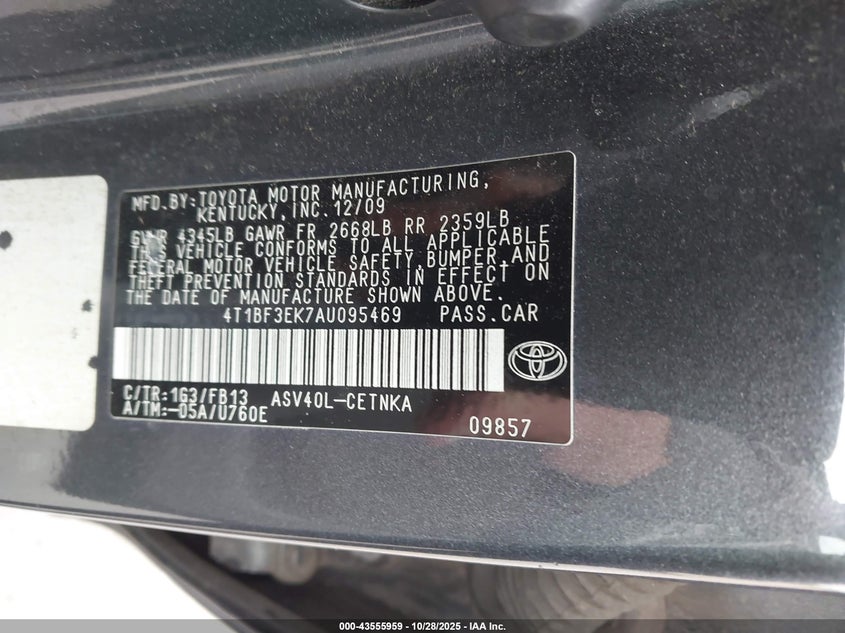 MFD.BY:TOYOTA MOTOR MANUFACTURING,
KENTUCKY,INC.12/09
GVWR 4345LB GAWR FR 2668LB RR 2359LB
THIS VEHICLE CONFORMS TO ALL APPLICABLE
FEDERAL MOTOR VEHICLE SAFETY,BUMPER,AND
THEFT PREVENTION STANDARDS IN EFFECT ON
THE DATE OF MANUFACTURE SHOWN ABOVE.
4T1BF3EK7AU095469 PASS.CAR
C/TR:1G3/FB13 ASV40L-CETNKA
A/TM:-05A/U760E
09857
000-43555959 | 10/28/2025 | IAA Inc.